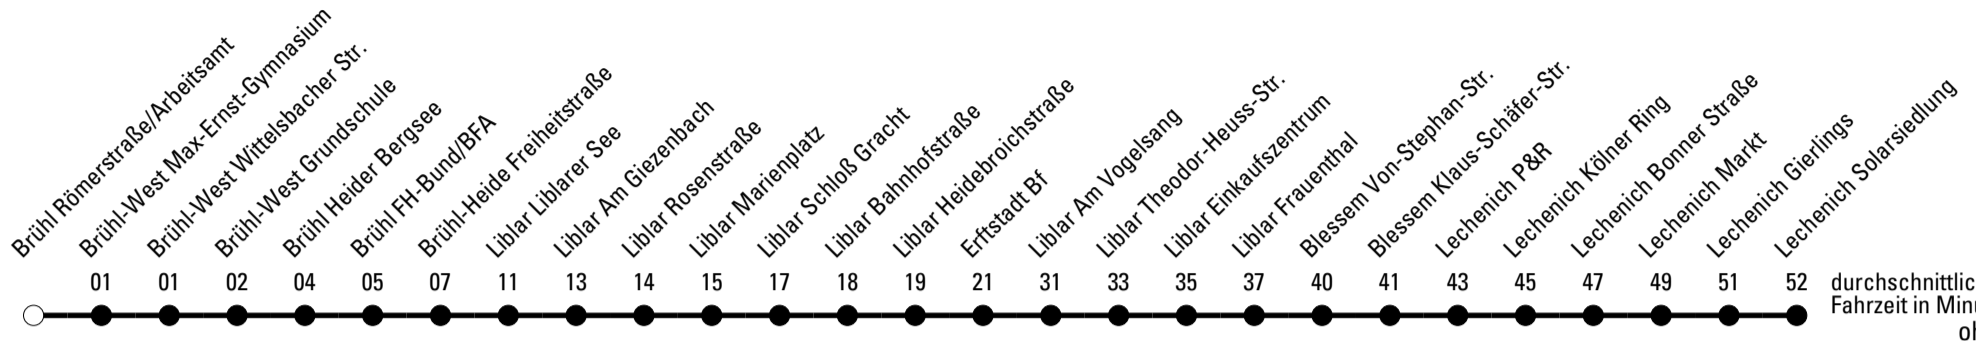 Brühl Römerstraße/Arbeitsamt
Brühl-West Max-Ernst-Gymnasium
Brühl-West Wittelsbacher Str.
Brühl-West Grundschule
Brühl Heider Bergsee
Brühl FH-Bund/BFA
Brühl-Heide Freiheitstraße
Liblar Liblarer See
Liblar Am Giezenbach
Liblar Rosenstraße
Liblar Marienplatz
Liblar Schloß Gracht
Liblar Bahnhofstraße
Liblar Heidebroichstraße
Erftstadt Bf
Liblar Am Vogelsang
Liblar Theodor-Heuss-Str.
Liblar Einkaufszentrum
Liblar Frauenthal
Blessem Von-Stephan-Str.
Blessem Klaus-Schäfer-Str.
Lechenich P&R
Lechenich Kölner Ring
Lechenich Bonner Straße
Lechenich Markt
Lechenich Gierlings
Lechenich Solarsiedlung
01 01 02 04 05 07 11 13 14 15 17 18 19 21 31 33 35 37 40 41 43 45 47 49 51 52
durchschnittlic
Fahrzeit in Min
oh